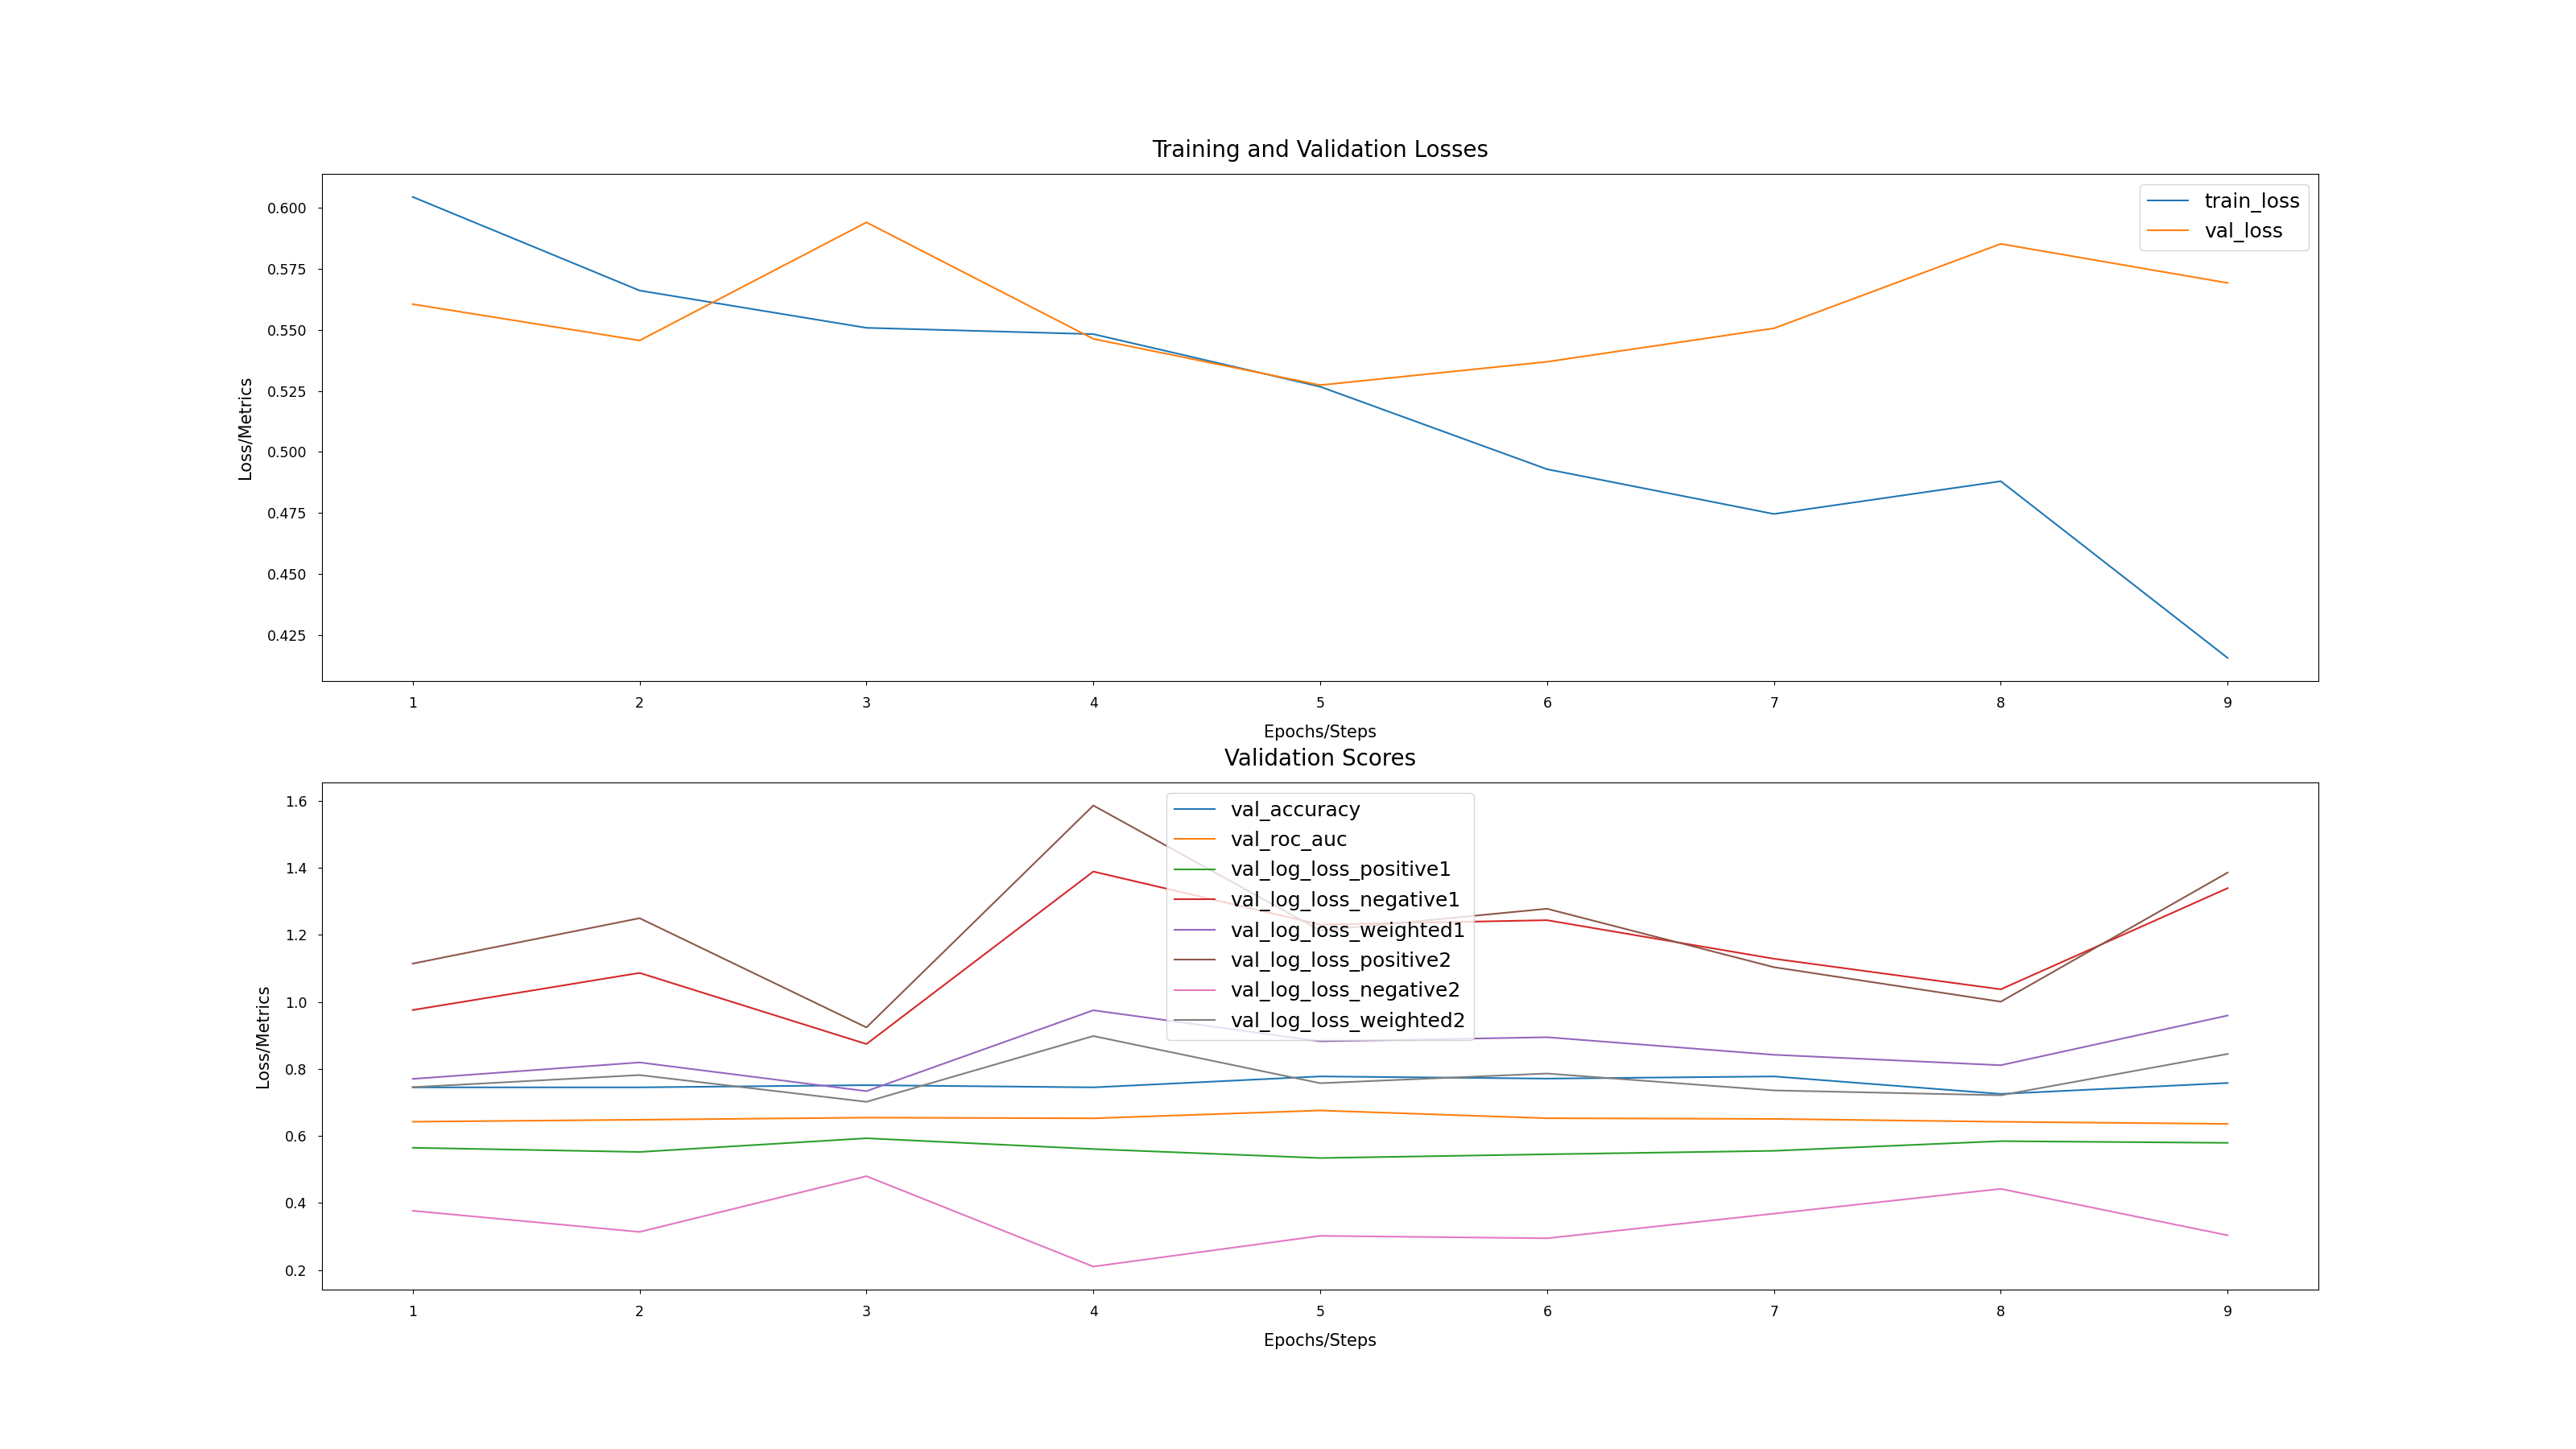 Training and Validation Losses
train_loss
val_loss
0.600
0.575
0.550
0.525
0.500
0.475
0.450
0.425
Loss/Metrics
1 2 3 4 5 6 7 8 9
Epochs/Steps
Validation Scores
val_accuracy
val_roc_auc
val_log_loss_positive1
val_log_loss_negative1
val_log_loss_weighted1
val_log_loss_positive2
val_log_loss_negative2
val_log_loss_weighted2
1.6
1.4
1.2
1.0
0.8
0.6
0.4
0.2
Loss/Metrics
1 2 3 4 5 6 7 8 9
Epochs/Steps